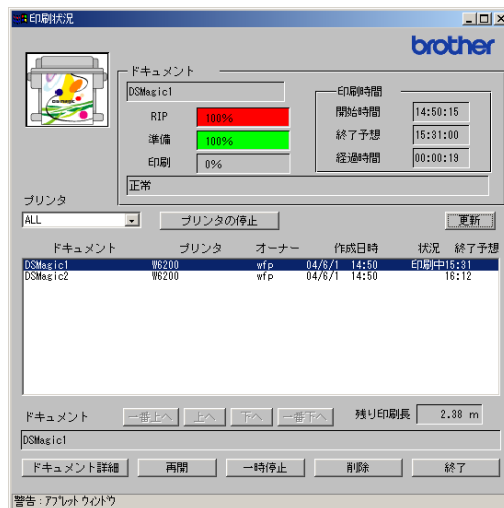 印刷状況
brother
DS-MAGIC
ドキュメント
DSMagic1
RIP 100%
準備 100%
印刷 0%
正常
印刷時間
開始時間 14:50:15
終了予想 15:31:00
経過時間 00:00:19
プリンタ
ALL プリンタの停止 更新
ドキュメント プリンタ オーナー 作成日時 状況 終了予想
DSMagic1 W6200 wfp 04/6/1 14:50 印刷中15:31
DSMagic2 W6200 wfp 04/6/1 14:50 16:12
ドキュメント 一番上へ 上へ 下へ 一番下へ 残り印刷長 2.38 m
DSMagic1
ドキュメント詳細 再開 一時停止 削除 終了
警告:アプレット ウィンドウ